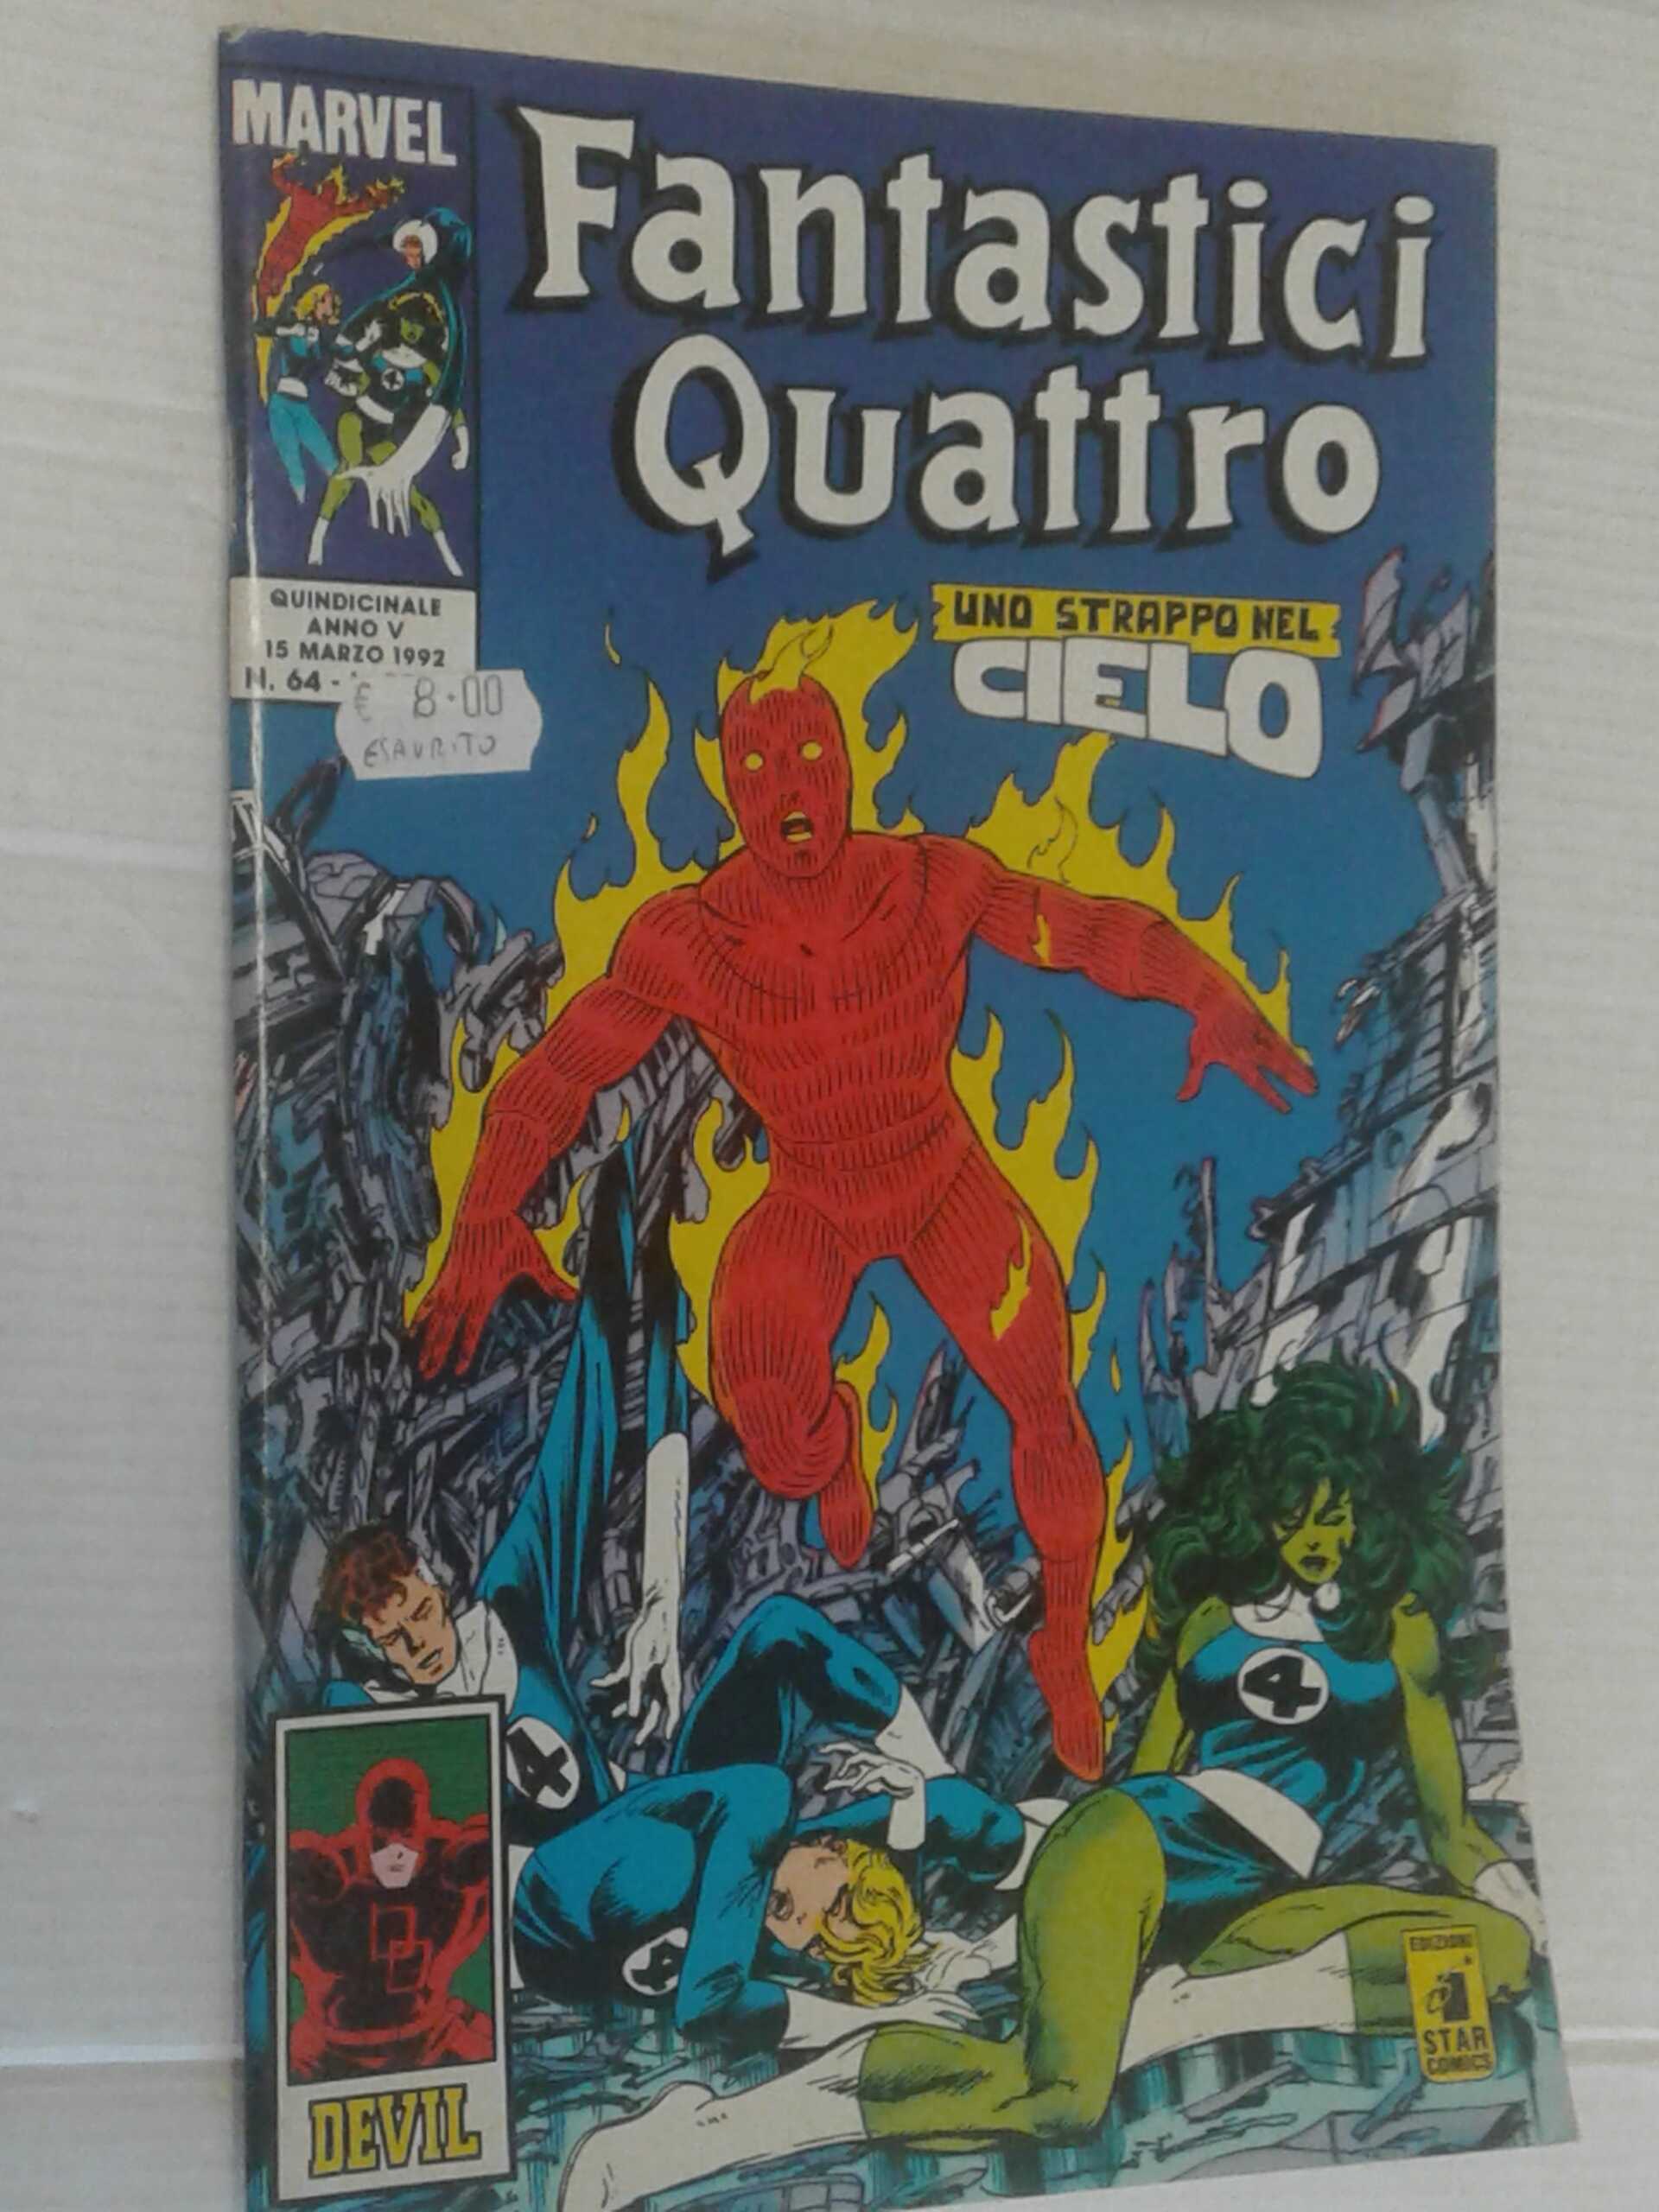 MARVEL
Fantastici
Quattro
QUINDICINALE
ANNO V
15 MARZO 1992
N. 64 -
€ 8.00
ESAURITO
UNO STRAPPO NEL
CIELO
4
4
4
DEVIL
EDIZIONI
STAR
COMICS